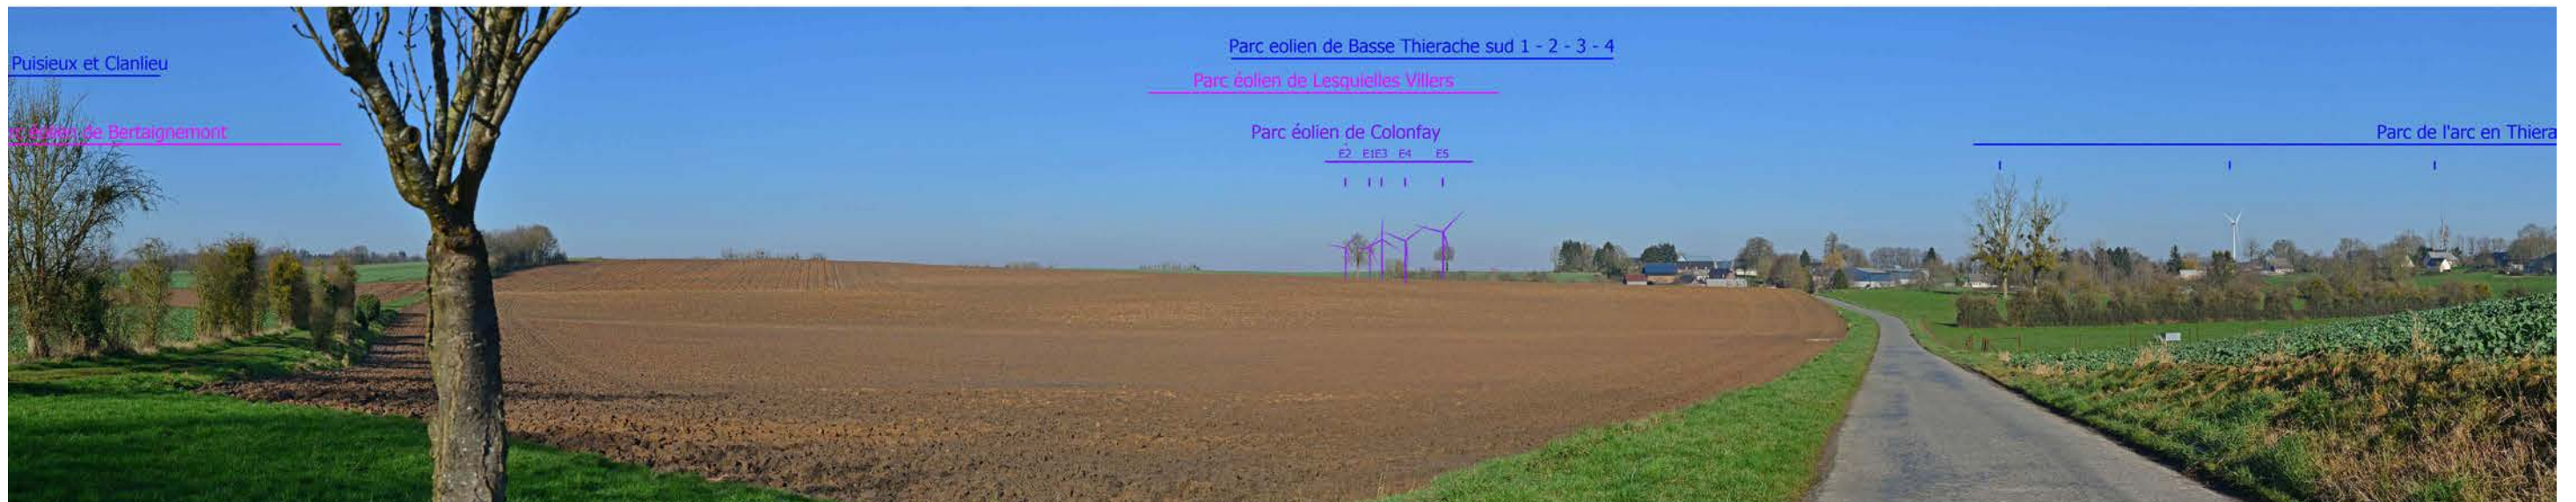 Parc eolien de Basse Thierache sud 1 - 2 - 3 - 4
Puisieux et Clanlieu
Parc éolien de Lesquielles Villers
éolien de Bertaignemont
Parc éolien de Colonfay
Parc de l'arc en Thiera
E2 E1E3 E4 E5